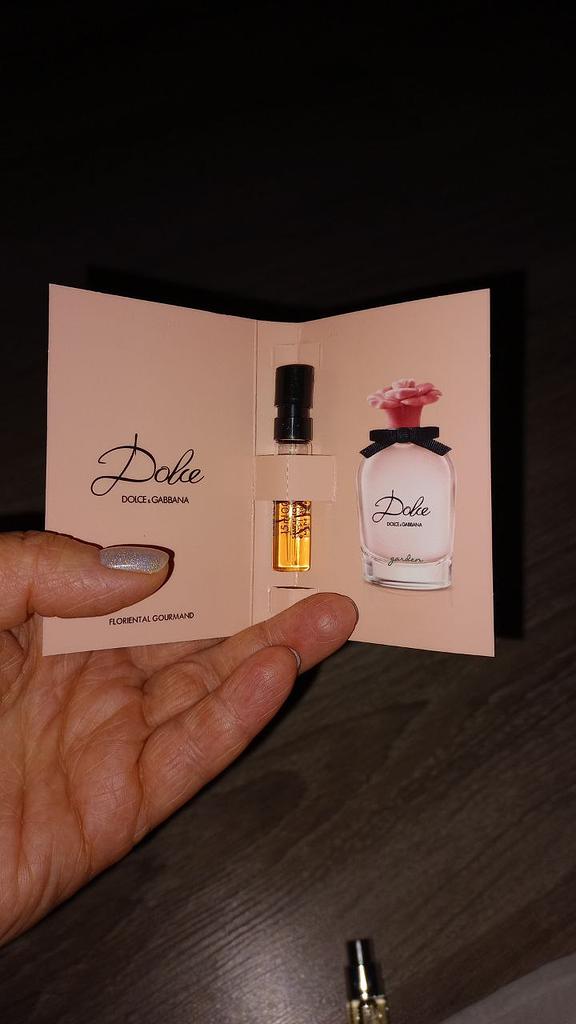 Dolce
DOLCE & GABBANA
FLORIENTAL GOURMAND
Dolce
DOLCE & GABBANA
garden